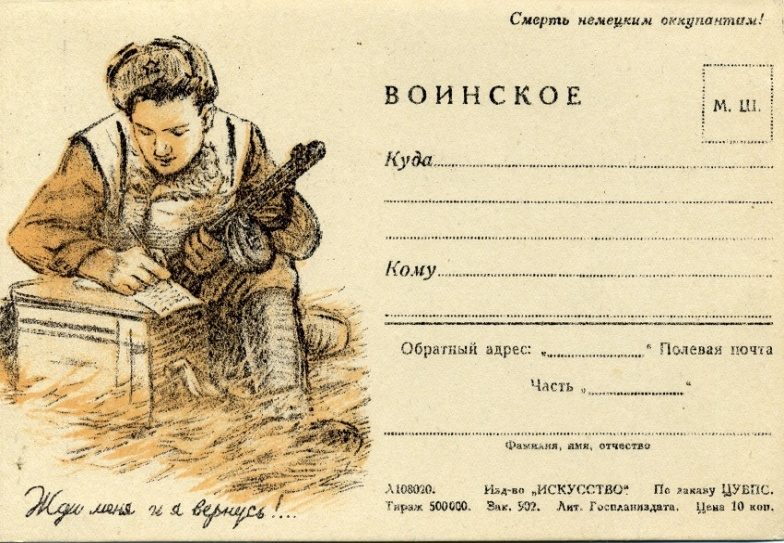 Смерть немецким оккупантам!
ВОИНСКОЕ
М. Ш.
Куда
Кому
Обратный адрес: „ “ Полевая почта
Часть „ “
Фамилия, имя, отчество
А108020. Изд-во „ИСКУССТВО“ По заказу ЦУВПС.
Тираж 500000. Зак. 502. Лит. Госпланиздата. Цена 10 коп.
Жди меня и я вернусь!...